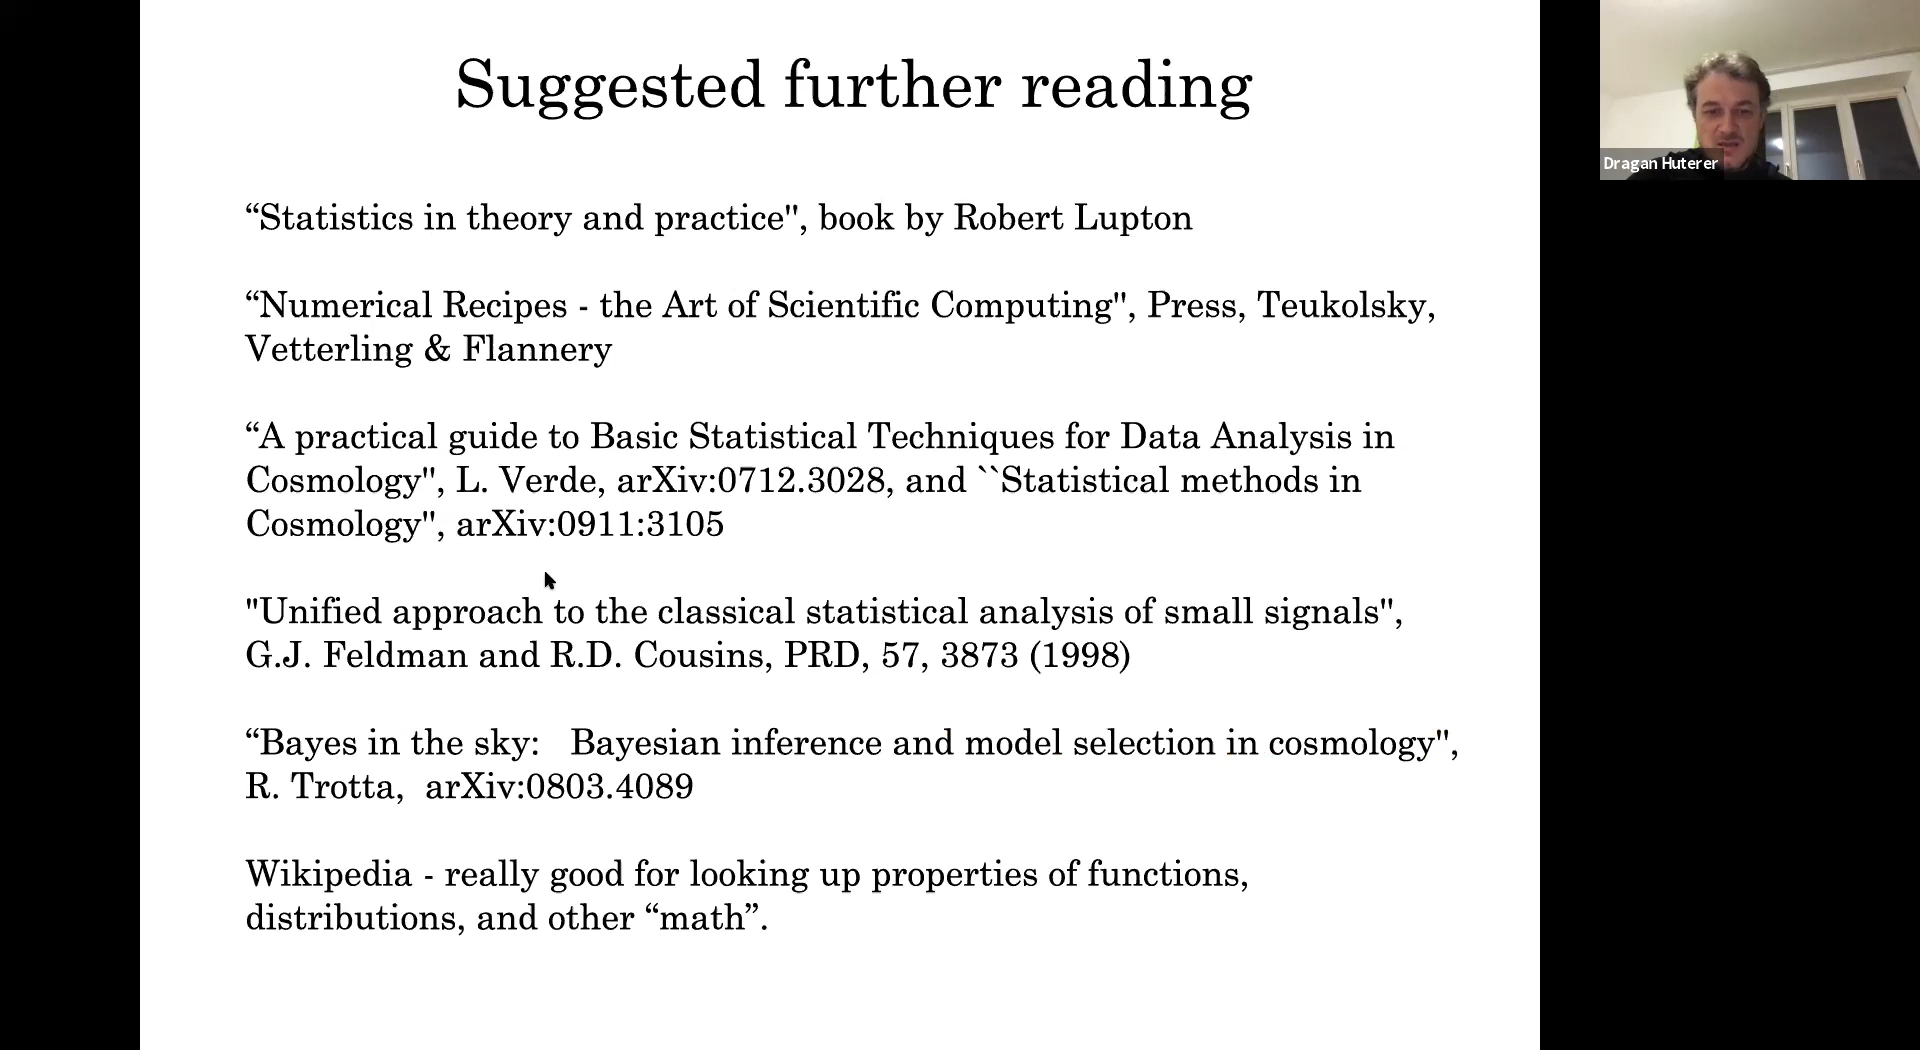 Suggested further reading
“Statistics in theory and practice", book by Robert Lupton
“Numerical Recipes - the Art of Scientific Computing", Press, Teukolsky,
Vetterling & Flannery
“A practical guide to Basic Statistical Techniques for Data Analysis in
Cosmology", L. Verde, arXiv:0712.3028, and ``Statistical methods in
Cosmology", arXiv:0911:3105
"Unified approach to the classical statistical analysis of small signals",
G.J. Feldman and R.D. Cousins, PRD, 57, 3873 (1998)
“Bayes in the sky: Bayesian inference and model selection in cosmology",
R. Trotta, arXiv:0803.4089
Wikipedia - really good for looking up properties of functions,
distributions, and other “math”.
Dragan Huterer